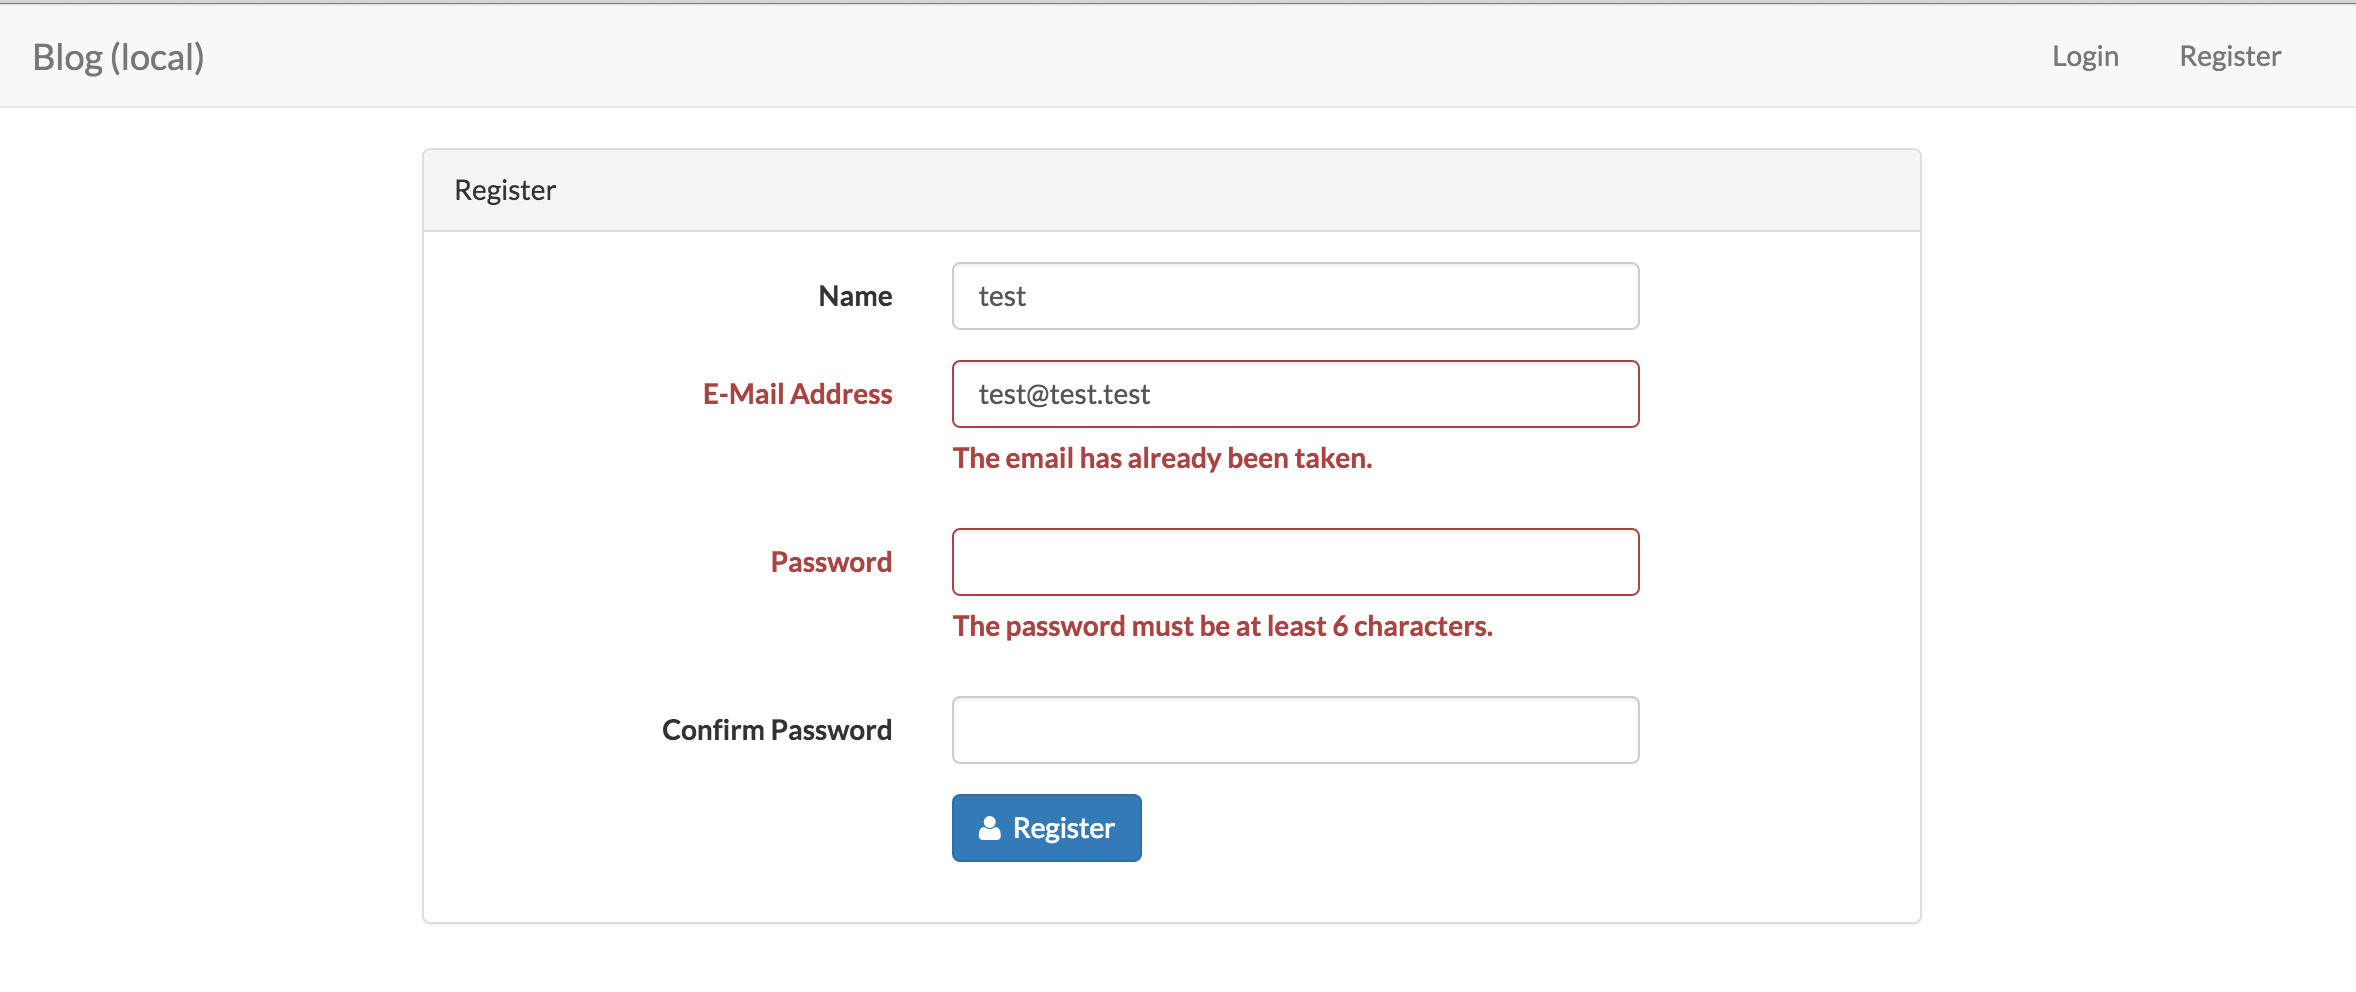 Blog (local) Login Register
Register
Name test
E-Mail Address test@test.test
The email has already been taken.
Password
The password must be at least 6 characters.
Confirm Password
Register